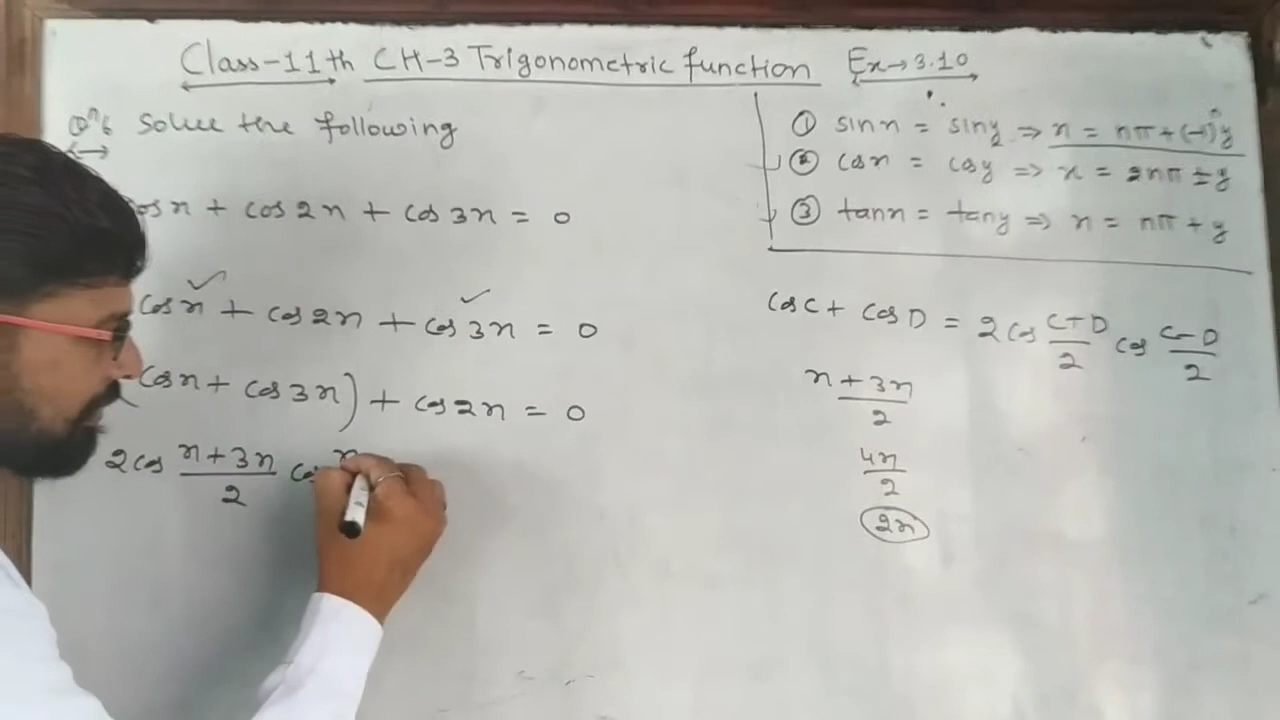 Class-11th CH-3 Trigonometric function Ex→3.10
Qⁿ6 Solve the following
cos x + cos 2x + cos 3x = 0
① sin x = sin y ⇒ x = nπ + (-1)ⁿy
② cos x = cos y ⇒ x = 2nπ ± y
③ tan x = tan y ⇒ x = nπ + y
cos x + cos 2x + cos 3x = 0
cos x + cos 3x) + cos 2x = 0
2 cos (x + 3x)/2 cos x
cos C + cos D = 2 cos (C + D)/2 cos (C - D)/2
(x + 3x)/2
4x/2
2x